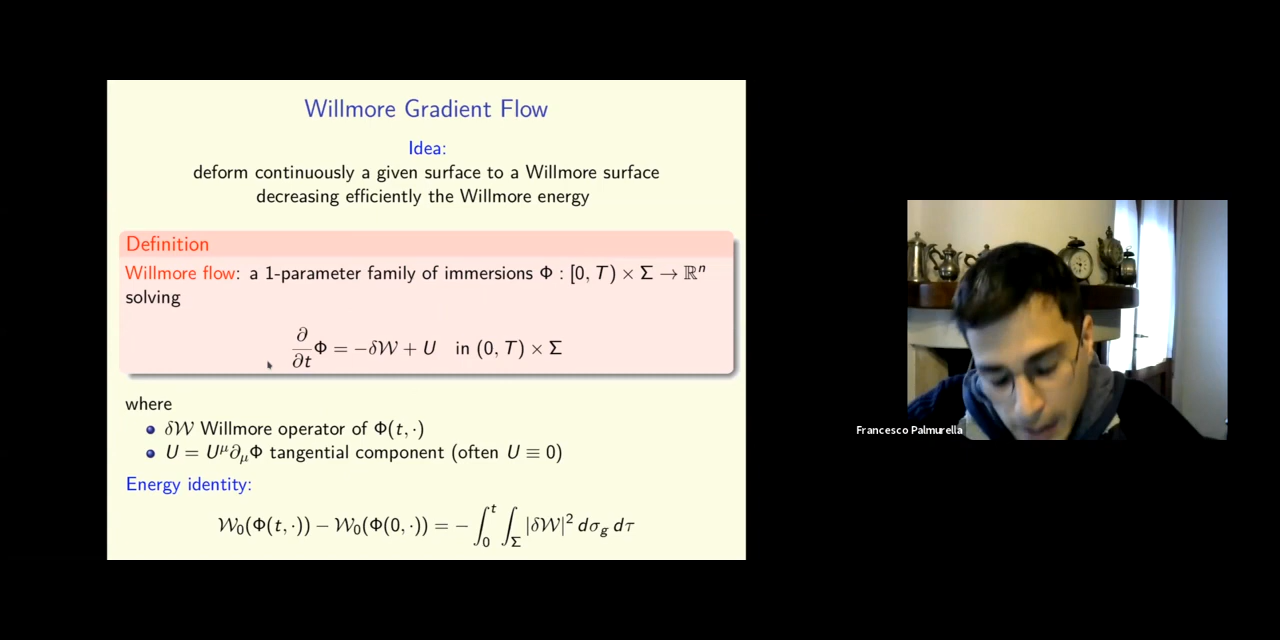 Willmore Gradient Flow
Idea:
deform continuously a given surface to a Willmore surface
decreasing efficiently the Willmore energy
Definition
Willmore flow: a 1-parameter family of immersions Φ : [0, T) × Σ → ℝⁿ
solving
∂/∂t Φ = −δ𝒲 + U in (0, T) × Σ
where
δ𝒲 Willmore operator of Φ(t, ·)
U = U^μ ∂_μ Φ tangential component (often U ≡ 0)
Energy identity:
𝒲₀(Φ(t, ·)) − 𝒲₀(Φ(0, ·)) = − ∫₀ᵗ ∫_Σ |δ𝒲|² dσ_g dτ
Francesco Palmurella